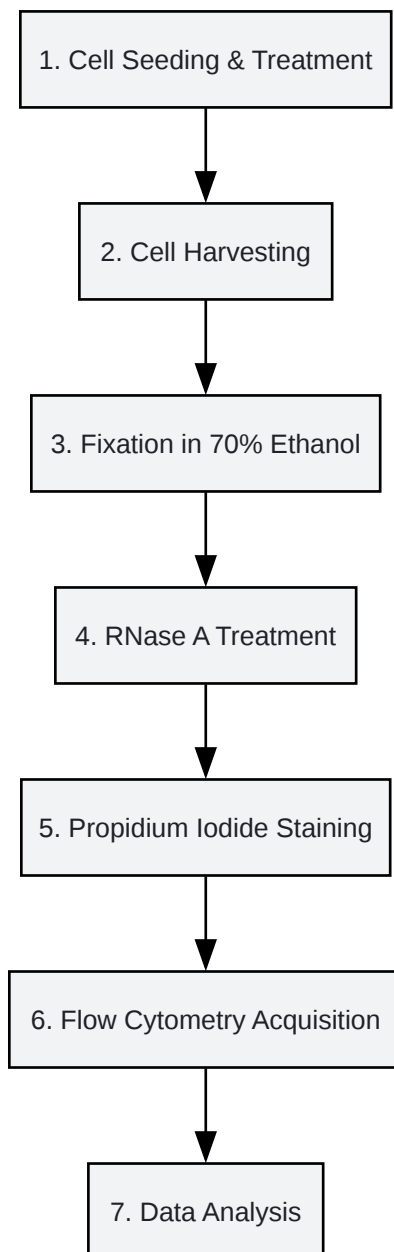 1. Cell Seeding & Treatment
2. Cell Harvesting
3. Fixation in 70% Ethanol
4. RNase A Treatment
5. Propidium Iodide Staining
6. Flow Cytometry Acquisition
7. Data Analysis